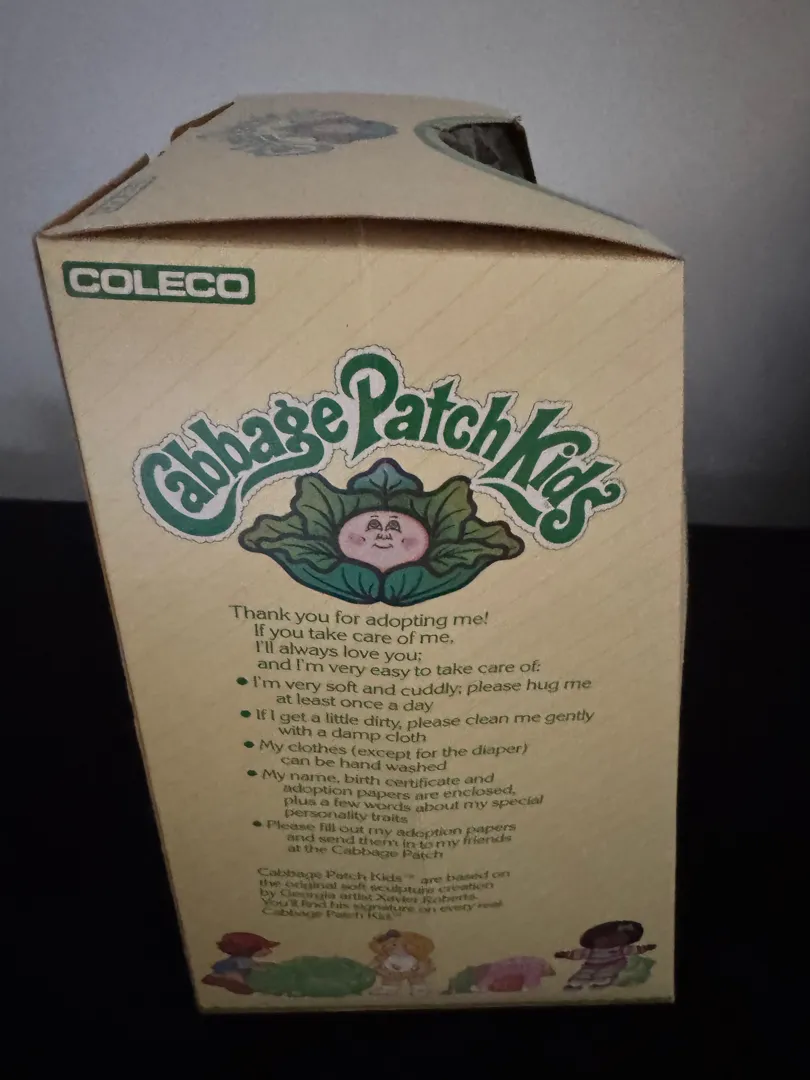 COLECO
Cabbage Patch Kids
Thank you for adopting me!
If you take care of me,
I'll always love you;
and I'm very easy to take care of:
• I'm very soft and cuddly; please hug me
at least once a day
• If I get a little dirty, please clean me gently
with a damp cloth
• My clothes (except for the diaper)
can be hand washed
• My name, birth certificate and
adoption papers are enclosed,
plus a few words about my special
personality traits
• Please fill out my adoption papers
and send them in to my friends
at the Cabbage Patch
Cabbage Patch Kids™ are based on
the original soft sculpture creation
by Georgia artist Xavier Roberts.
You'll find his signature on every real
Cabbage Patch Kid.™